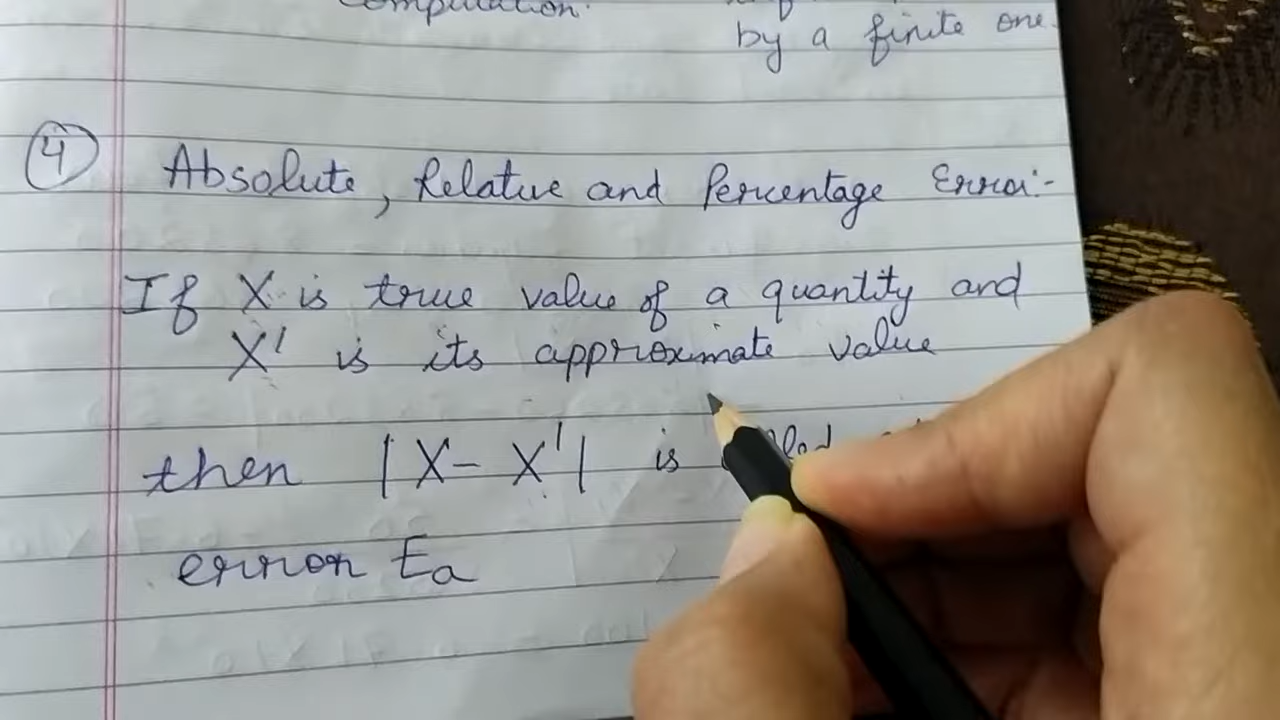 computation.
by a finite one.
4
Absolute, Relative and Percentage Error:-
If X is true value of a quantity and
X' is its approximate value
then |X - X'| is
error Ea